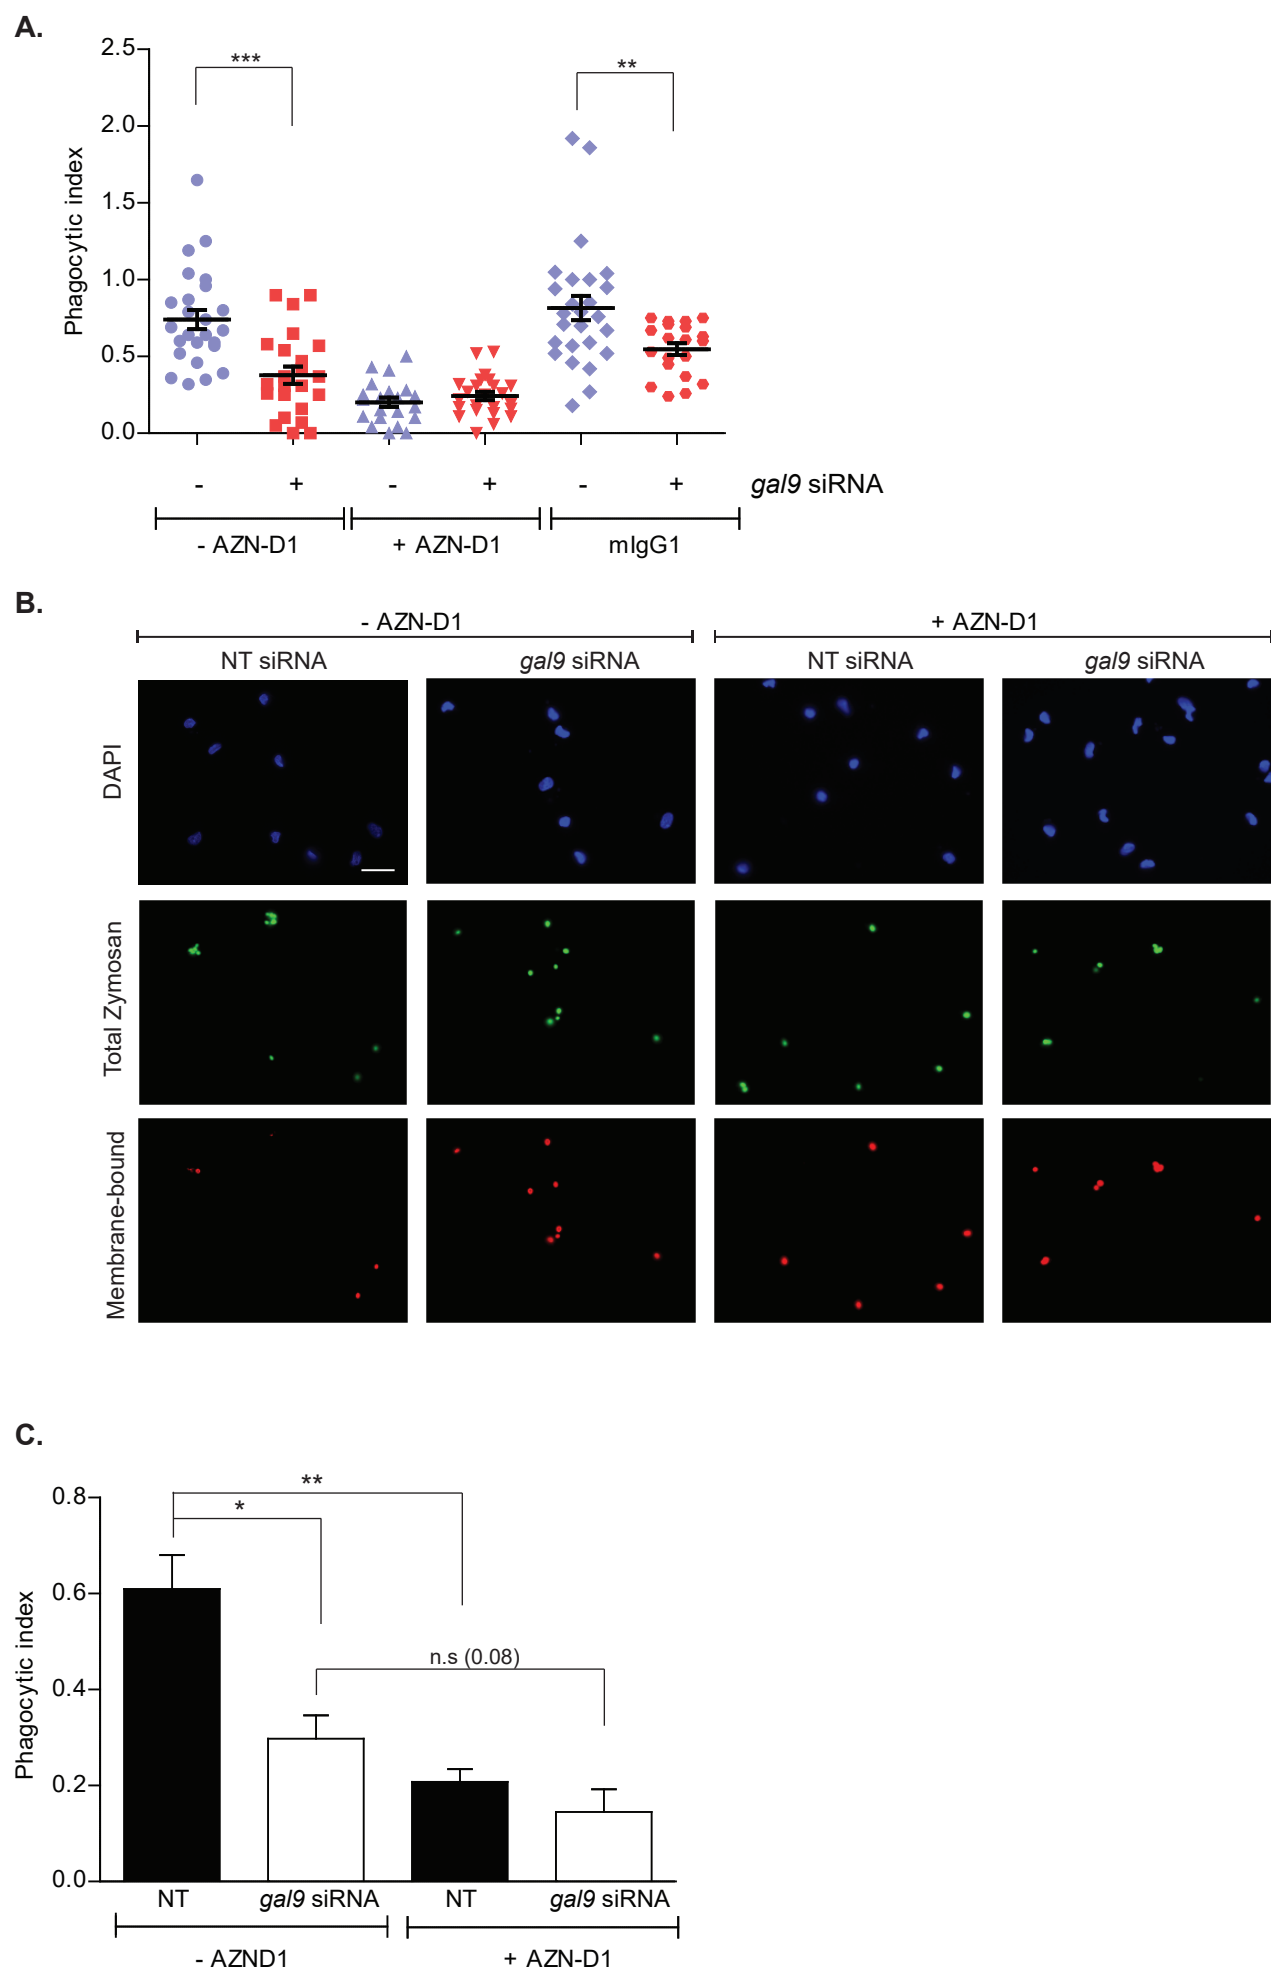 A.
2.5
2.0
1.5
1.0
0.5
0.0
Phagocytic index
***
**
- + - + - + gal9 siRNA
- AZN-D1 + AZN-D1 mIgG1
B.
- AZN-D1 + AZN-D1
NT siRNA gal9 siRNA NT siRNA gal9 siRNA
DAPI
Total Zymosan
Membrane-bound
C.
0.8
0.6
0.4
0.2
0.0
Phagocytic index
**
*
n.s (0.08)
NT gal9 siRNA NT gal9 siRNA
- AZND1 + AZN-D1